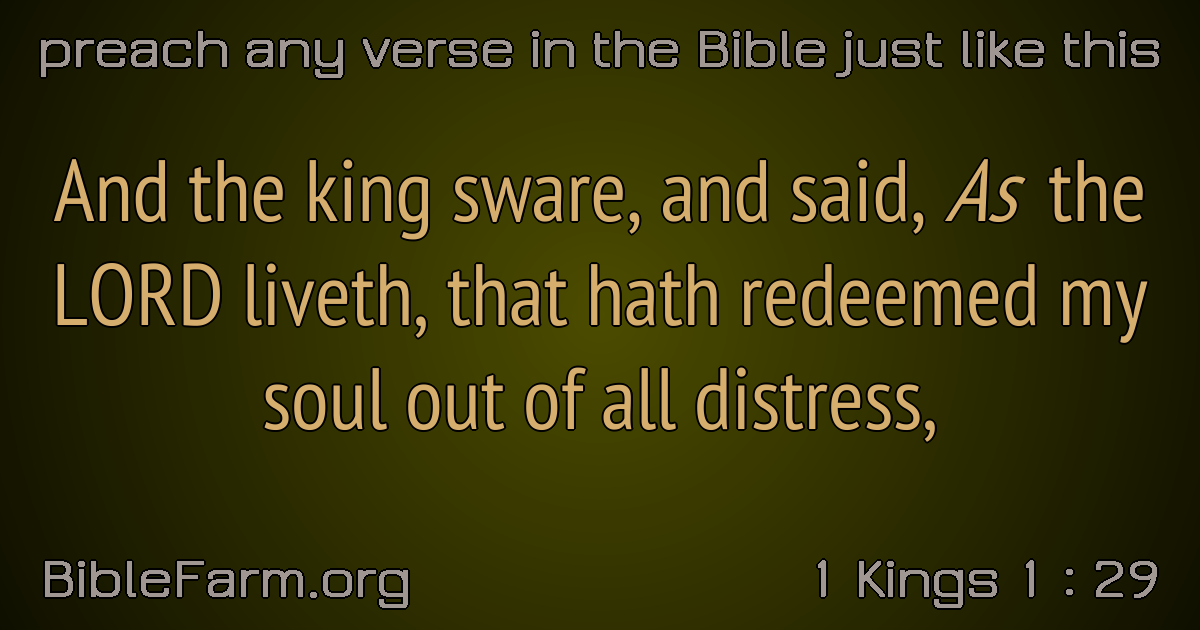 preach any verse in the Bible just like this
And the king sware, and said, As the
LORD liveth, that hath redeemed my
soul out of all distress,
BibleFarm.org
1 Kings 1 : 29